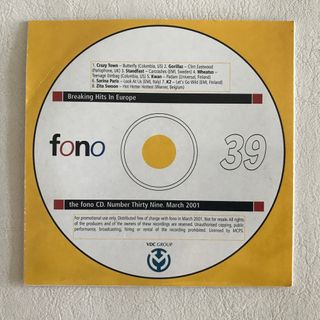 1. Crazy Town – Butterfly (Columbia, US) 2. Gorillaz – Clint Eastwood
(Parlophone, UK) 3. Standfast – Carcrashes (EMI, Sweden) 4. Wheatus –
Teenage Dirtbag (Columbia, US) 5. Kwan – Padam (Universal, Finland)
6. Sarina Paris – Look At Us (EMI, Italy) 7. K2 – Let's Go Wild (EMI, Finland)
8. Zita Swoon – Hot Hotter Hottest (Warner, Belgium)
Breaking Hits In Europe
fono
39
the fono CD. Number Thirty Nine. March 2001
For promotional use only. Distributed free of charge with fono in March 2001. Not for resale. All rights
of the producers and of the owners of these recordings are reserved. Unauthorised copying, public
performance, broadcasting, hiring or rental of the recording prohibited. Licensed by MCPS.
VDC GROUP